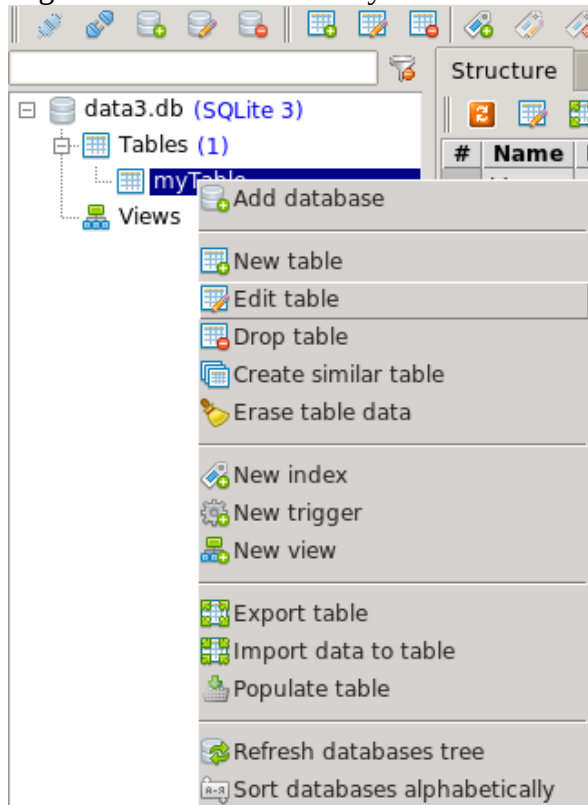 Structure
data3.db (SQLite 3)
Tables (1)
# Name
myTable
Views
Add database
New table
Edit table
Drop table
Create similar table
Erase table data
New index
New trigger
New view
Export table
Import data to table
Populate table
Refresh databases tree
Sort databases alphabetically